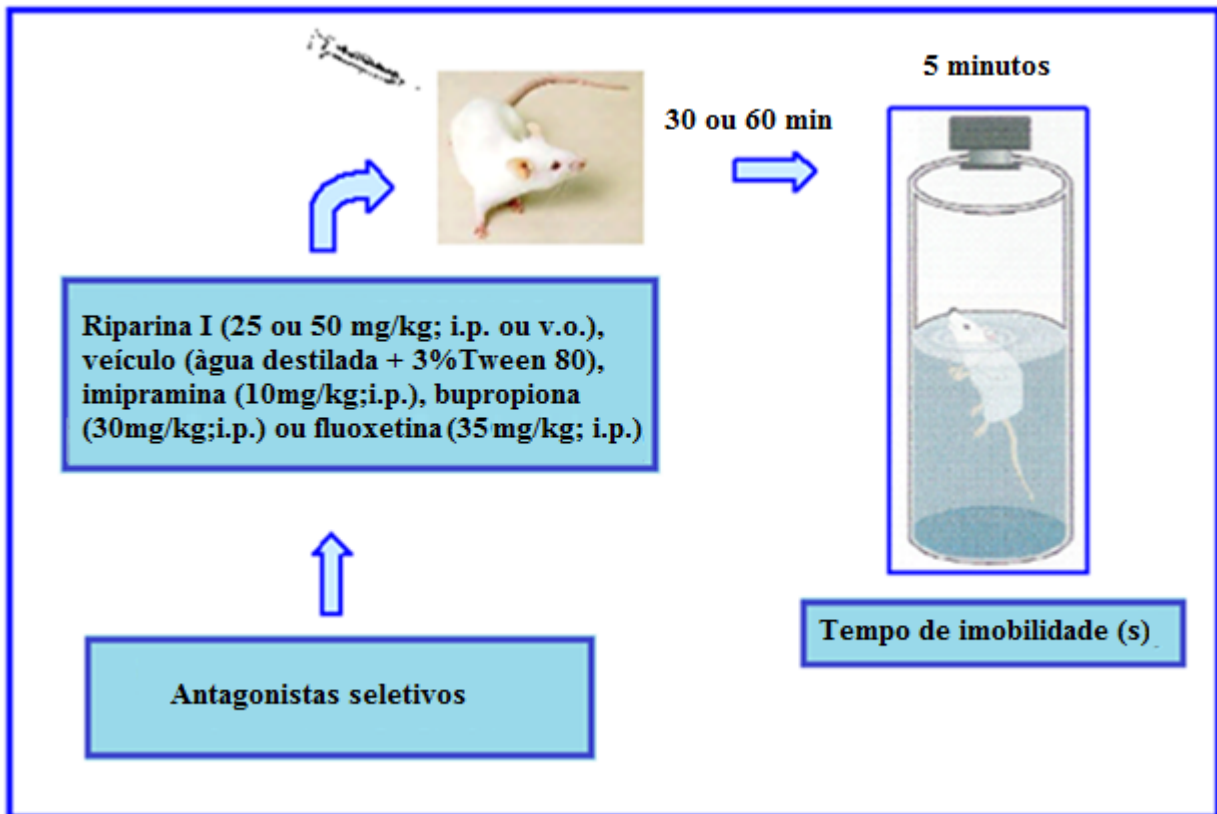 5 minutos
30 ou 60 min
Riparina I (25 ou 50 mg/kg; i.p. ou v.o.),
veículo (àgua destilada + 3%Tween 80),
imipramina (10mg/kg;i.p.), bupropiona
(30mg/kg;i.p.) ou fluoxetina (35 mg/kg; i.p.)
Tempo de imobilidade (s)
Antagonistas seletivos